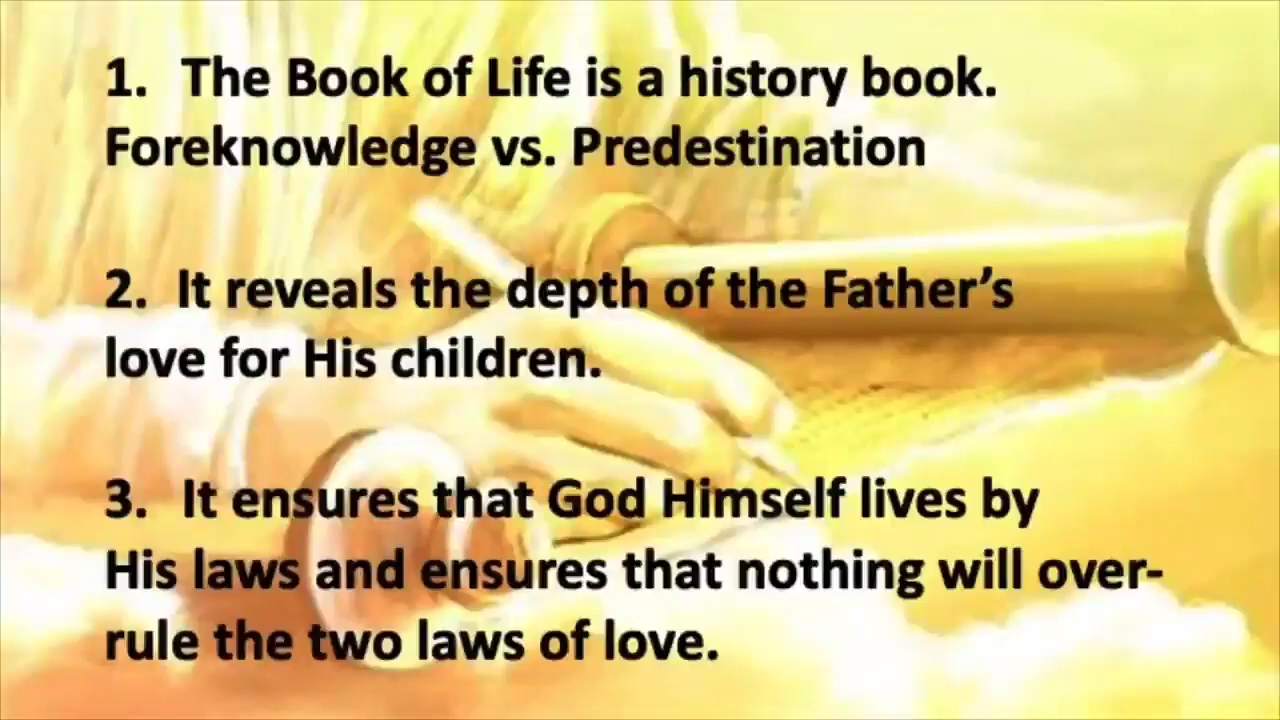 1. The Book of Life is a history book.
Foreknowledge vs. Predestination
2. It reveals the depth of the Father’s
love for His children.
3. It ensures that God Himself lives by
His laws and ensures that nothing will over-
rule the two laws of love.